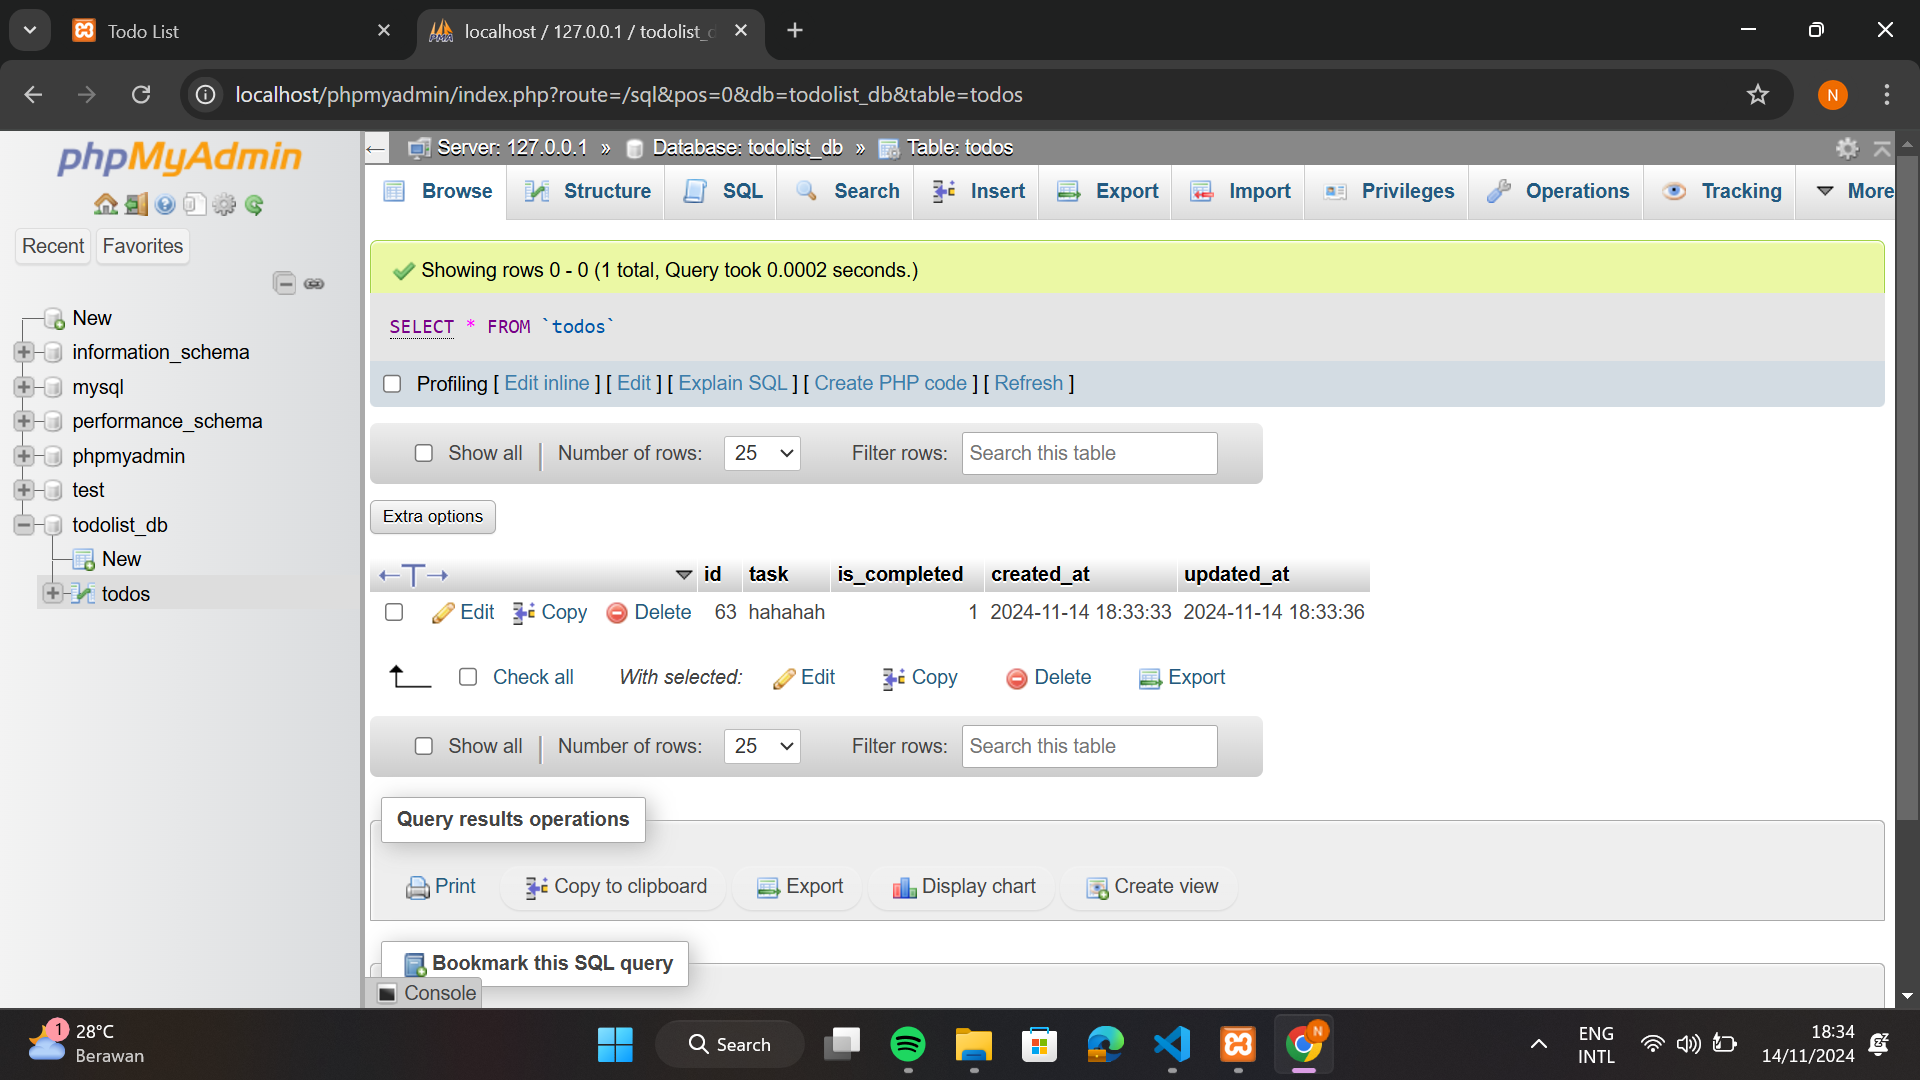 Todo List
localhost / 127.0.0.1 / todolist_d
localhost/phpmyadmin/index.php?route=/sql&pos=0&db=todolist_db&table=todos
N
phpMyAdmin
Recent
Favorites
New
information_schema
mysql
performance_schema
phpmyadmin
test
todolist_db
New
todos
Server: 127.0.0.1 » Database: todolist_db » Table: todos
Browse Structure SQL Search Insert Export Import Privileges Operations Tracking More
Showing rows 0 - 0 (1 total, Query took 0.0002 seconds.)
SELECT * FROM `todos`
Profiling [ Edit inline ] [ Edit ] [ Explain SQL ] [ Create PHP code ] [ Refresh ]
Show all Number of rows: 25 Filter rows: Search this table
Extra options
id task is_completed created_at updated_at
Edit Copy Delete 63 hahahah 1 2024-11-14 18:33:33 2024-11-14 18:33:36
Check all With selected: Edit Copy Delete Export
Show all Number of rows: 25 Filter rows: Search this table
Query results operations
Print Copy to clipboard Export Display chart Create view
Bookmark this SQL query
Console
1
28°C
Berawan
Search
N
ENG
INTL
18:34
14/11/2024